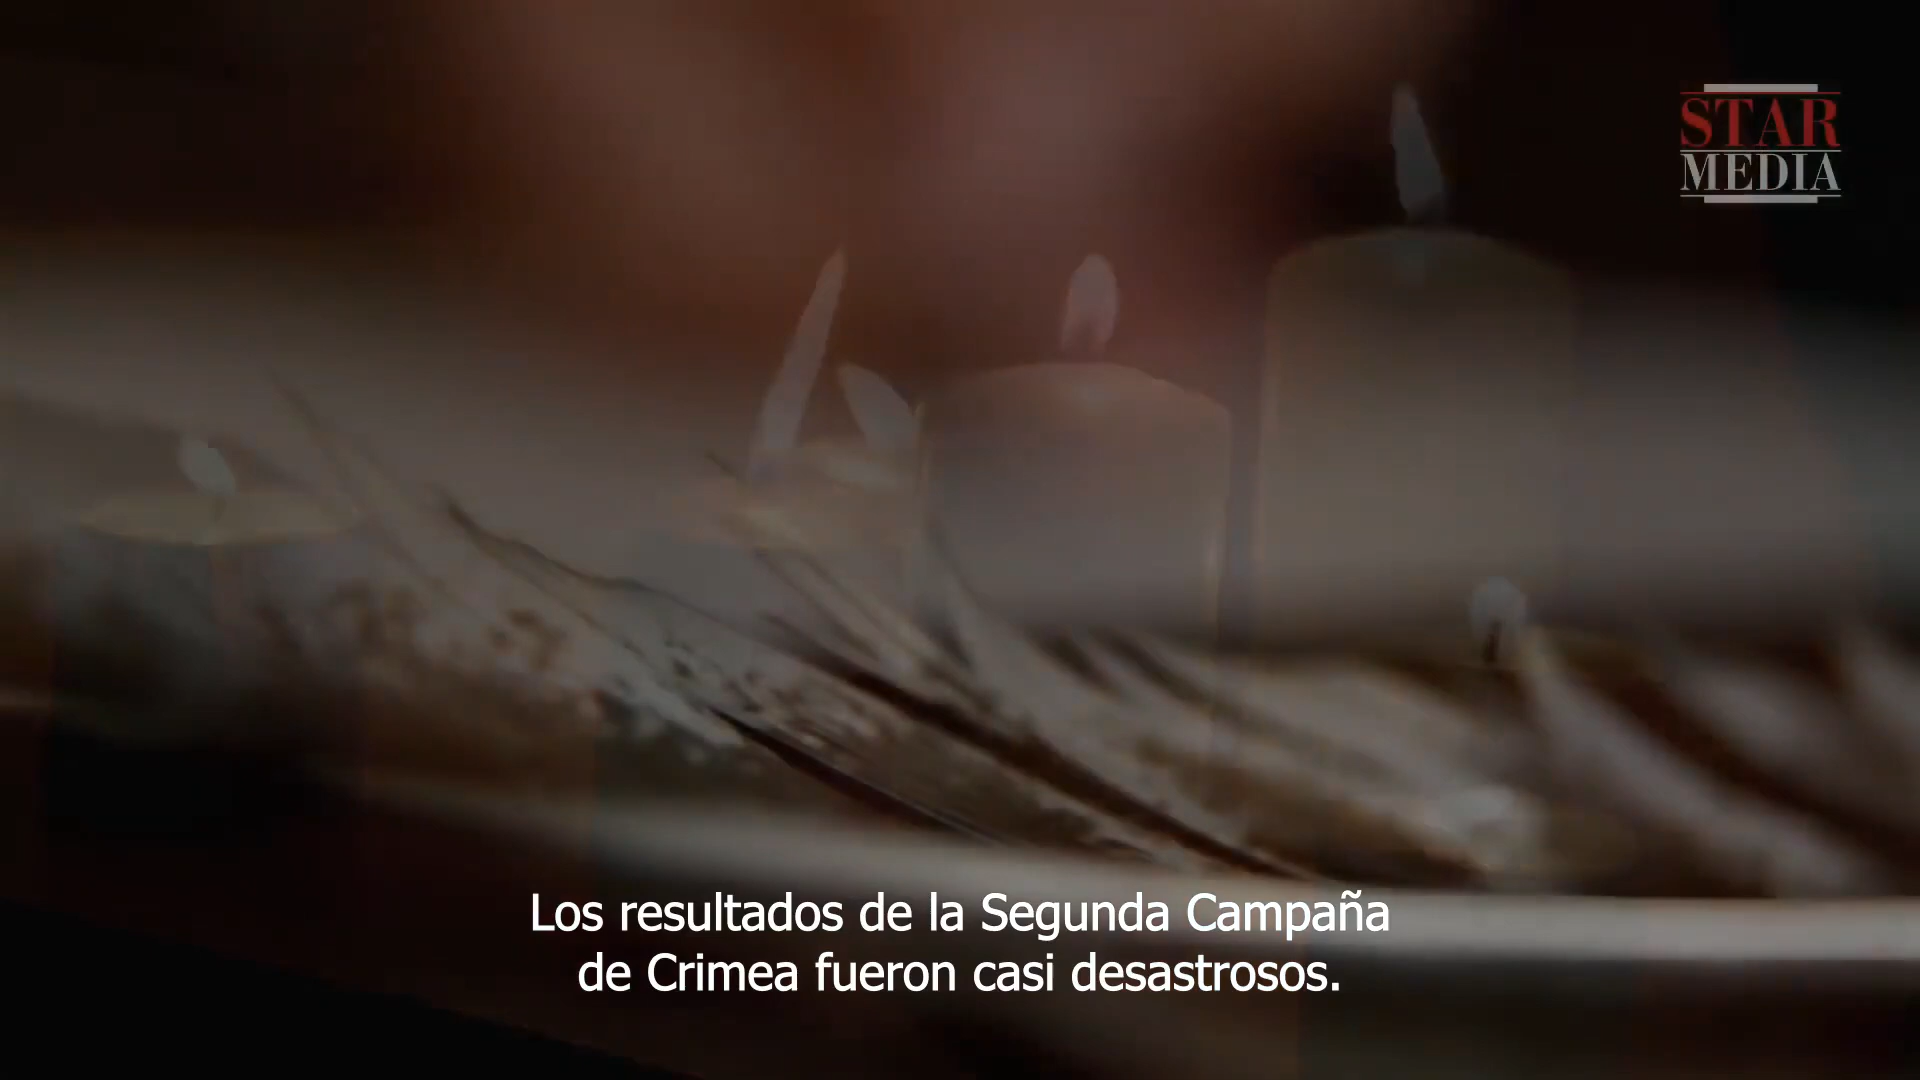 STAR
MEDIA
Los resultados de la Segunda Campaña
de Crimea fueron casi desastrosos.